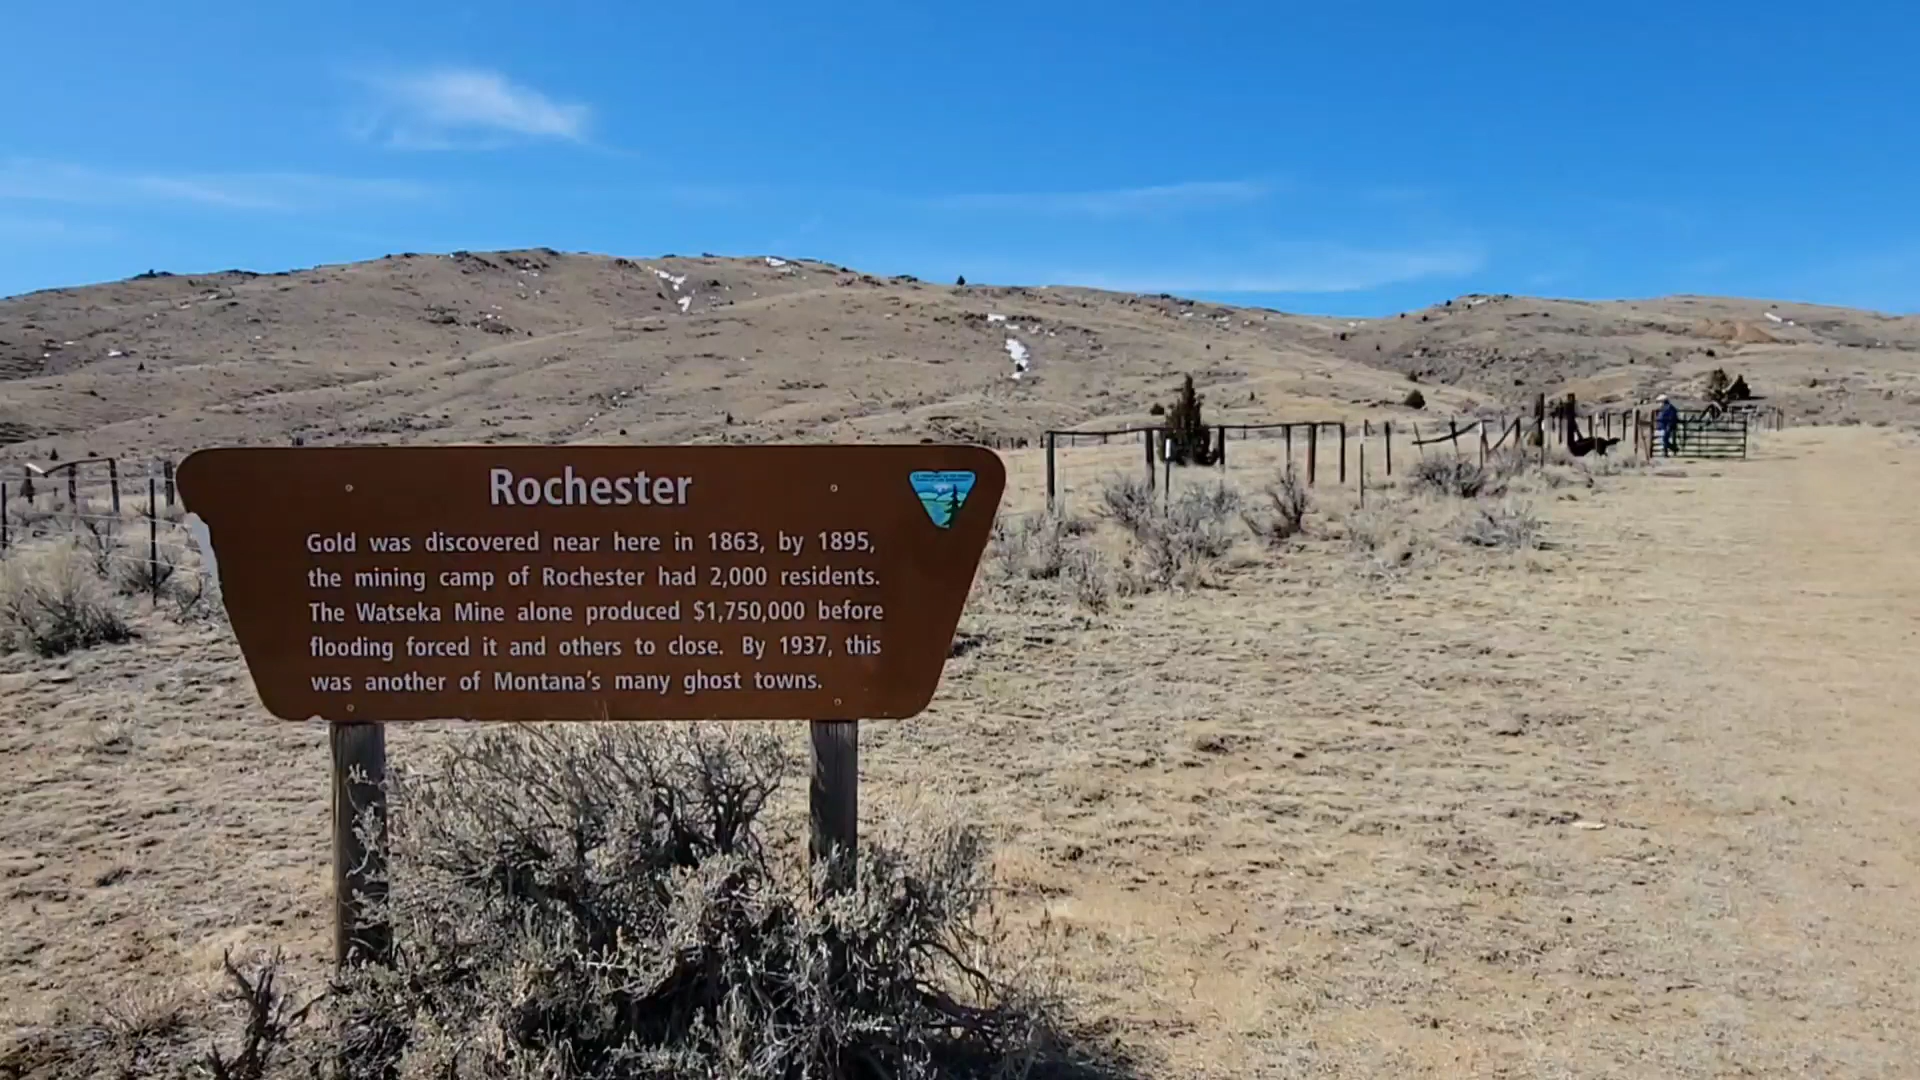 Rochester
Gold was discovered near here in 1863, by 1895,
the mining camp of Rochester had 2,000 residents.
The Watseka Mine alone produced $1,750,000 before
flooding forced it and others to close. By 1937, this
was another of Montana's many ghost towns.